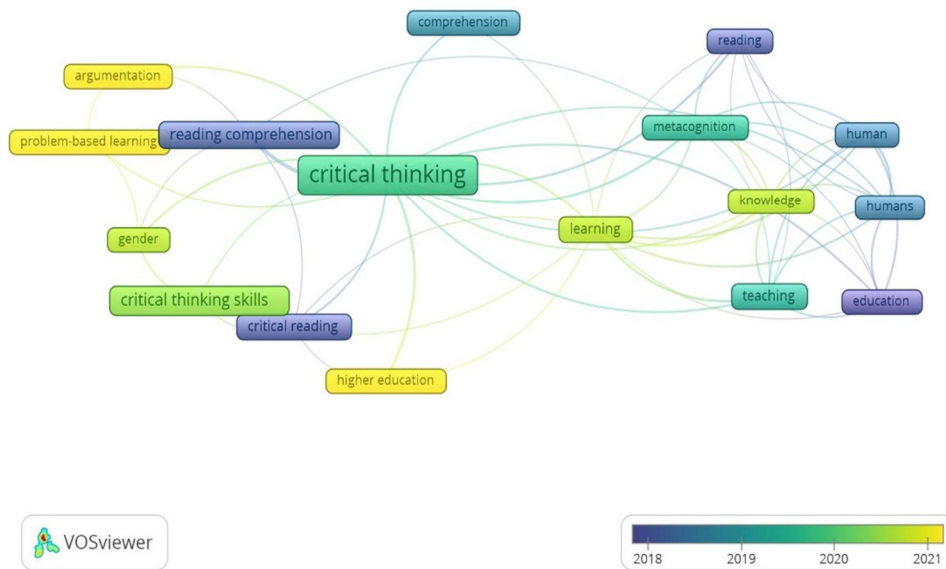 comprehension
reading
argumentation
metacognition
human
problem-based learning
reading comprehension
critical thinking
knowledge
humans
gender
learning
critical thinking skills
teaching
education
critical reading
higher education
VOSviewer
2018 2019 2020 2021